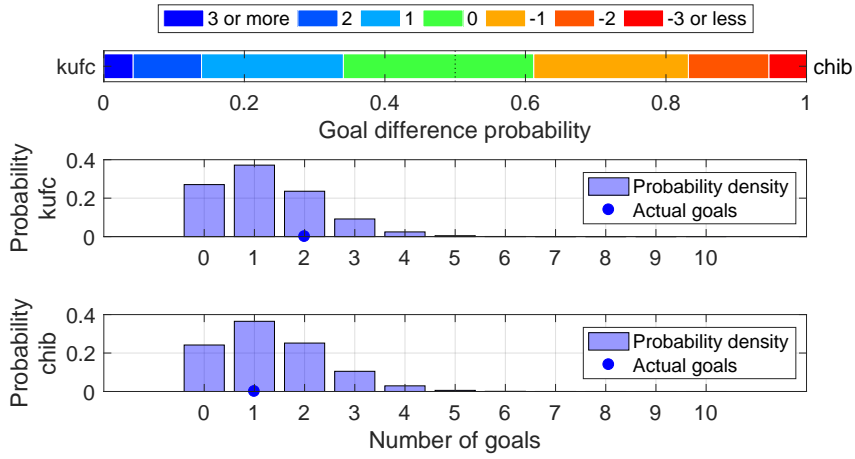 3 or more 2 1 0 -1 -2 -3 or less
kufc chib
0 0.2 0.4 0.6 0.8 1
Goal difference probability
Probability
kufc
0.4
0.2
0
Probability density
Actual goals
0 1 2 3 4 5 6 7 8 9 10
Probability
chib
0.4
0.2
0
Probability density
Actual goals
0 1 2 3 4 5 6 7 8 9 10
Number of goals